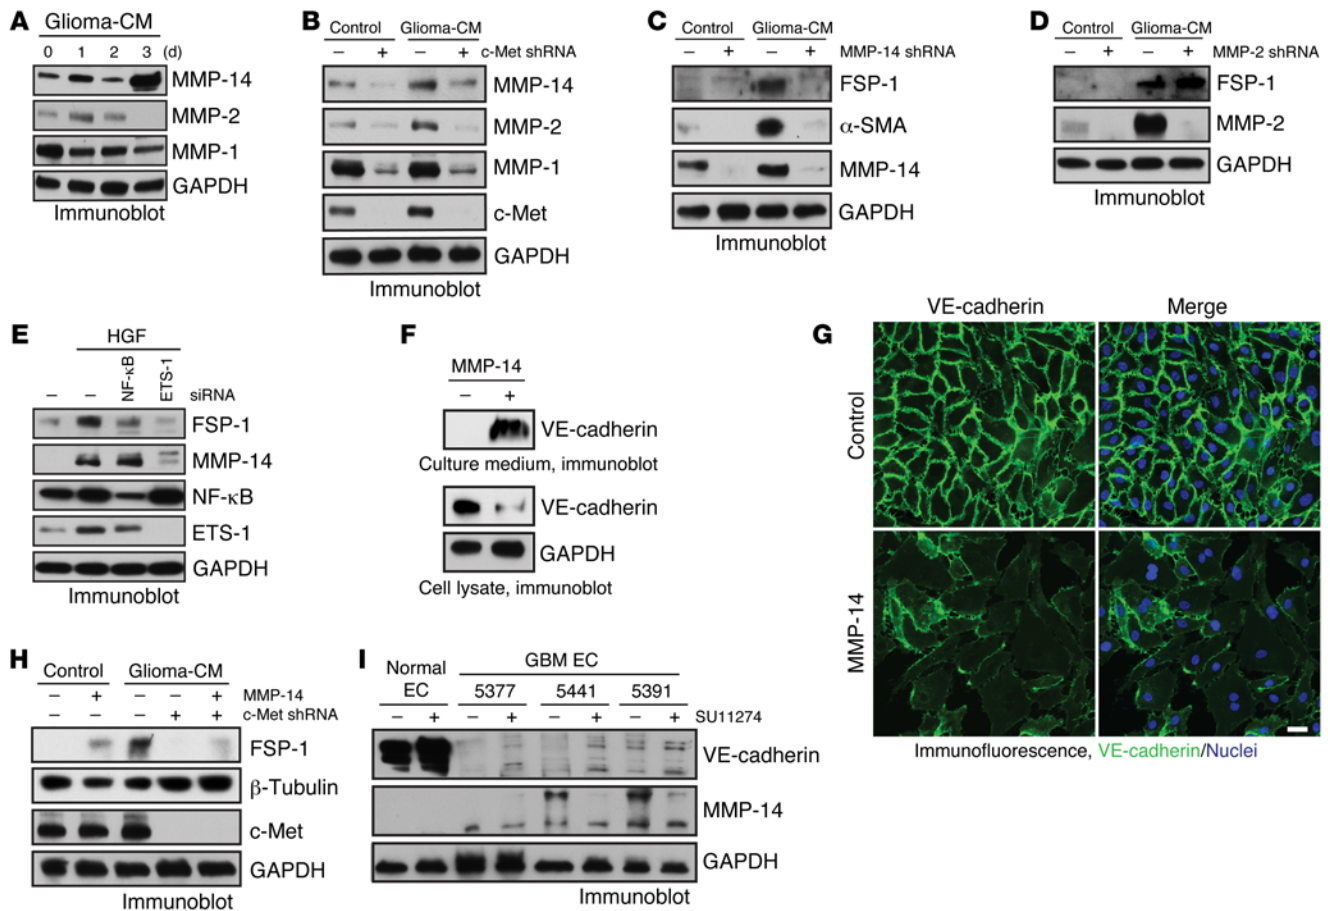 A
Glioma-CM
0 1 2 3 (d)
MMP-14
MMP-2
MMP-1
GAPDH
Immunoblot
B
Control Glioma-CM
– + – + c-Met shRNA
MMP-14
MMP-2
MMP-1
c-Met
GAPDH
Immunoblot
C
Control Glioma-CM
– + – + MMP-14 shRNA
FSP-1
α-SMA
MMP-14
GAPDH
Immunoblot
D
Control Glioma-CM
– + – + MMP-2 shRNA
FSP-1
MMP-2
GAPDH
Immunoblot
E
HGF
– – NF-κB ETS-1 siRNA
FSP-1
MMP-14
NF-κB
ETS-1
GAPDH
Immunoblot
F
MMP-14
– +
VE-cadherin
Culture medium, immunoblot
VE-cadherin
GAPDH
Cell lysate, immunoblot
G
VE-cadherin Merge
Control
MMP-14
Immunofluorescence, VE-cadherin/Nuclei
H
Control Glioma-CM
– + – – + MMP-14
– – – + + c-Met shRNA
FSP-1
β-Tubulin
c-Met
GAPDH
Immunoblot
I
Normal EC
GBM EC
5377 5441 5391
– + – + – + – + SU11274
VE-cadherin
MMP-14
GAPDH
Immunoblot